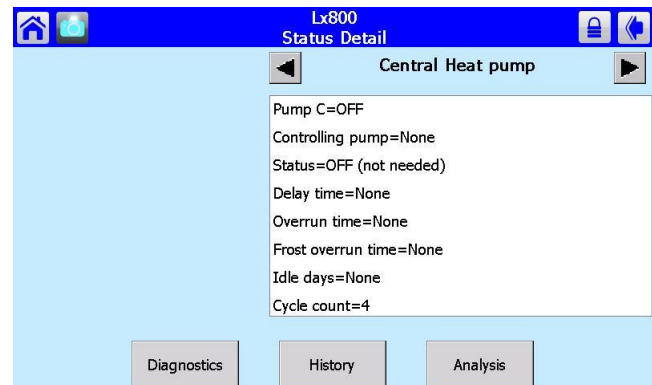 Lx800
Status Detail
Central Heat pump
Pump C=OFF
Controlling pump=None
Status=OFF (not needed)
Delay time=None
Overrun time=None
Frost overrun time=None
Idle days=None
Cycle count=4
Diagnostics
History
Analysis